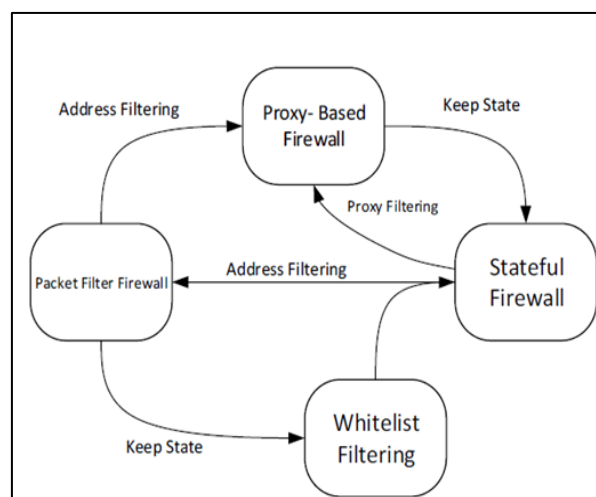 Address Filtering
Proxy- Based
Firewall
Keep State
Proxy Filtering
Packet Filter Firewall
Address Filtering
Stateful
Firewall
Keep State
Whitelist
Filtering